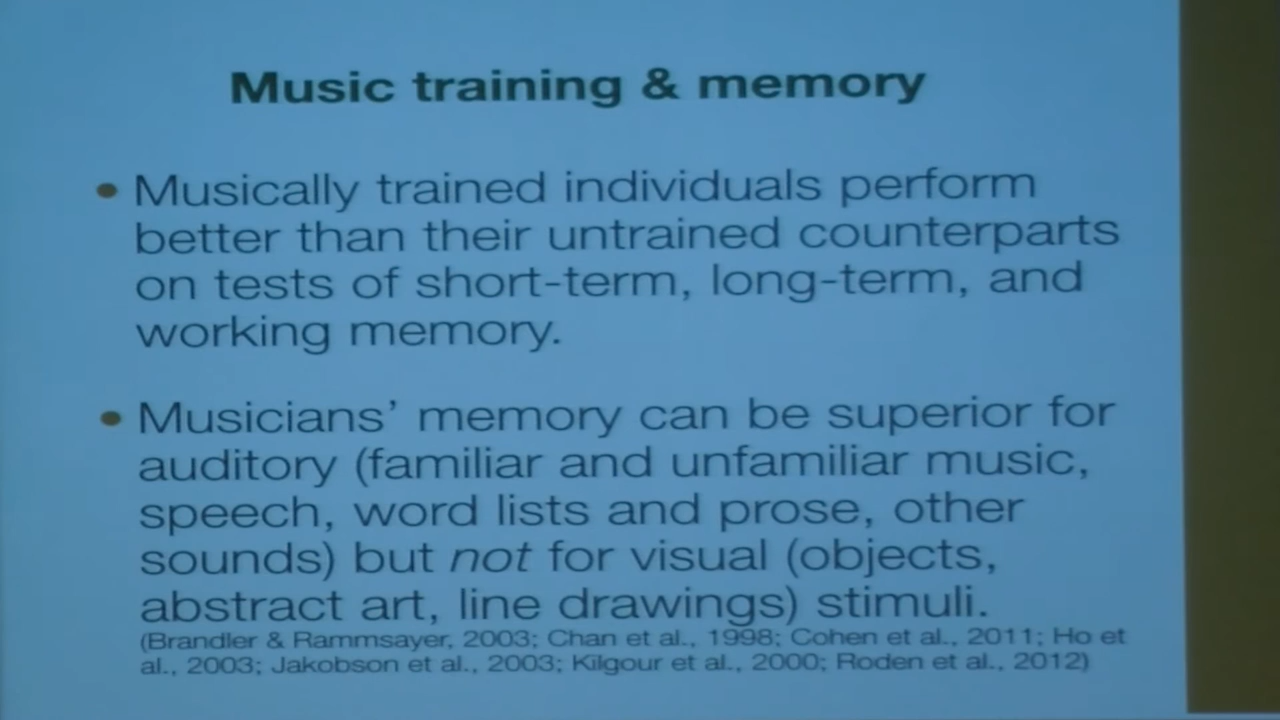 Music training & memory
• Musically trained individuals perform
better than their untrained counterparts
on tests of short-term, long-term, and
working memory.
• Musicians’ memory can be superior for
auditory (familiar and unfamiliar music,
speech, word lists and prose, other
sounds) but not for visual (objects,
abstract art, line drawings) stimuli.
(Brandler & Rammsayer, 2003; Chan et al., 1998; Cohen et al., 2011; Ho et
al., 2003; Jakobson et al., 2003; Kilgour et al., 2000; Roden et al., 2012)